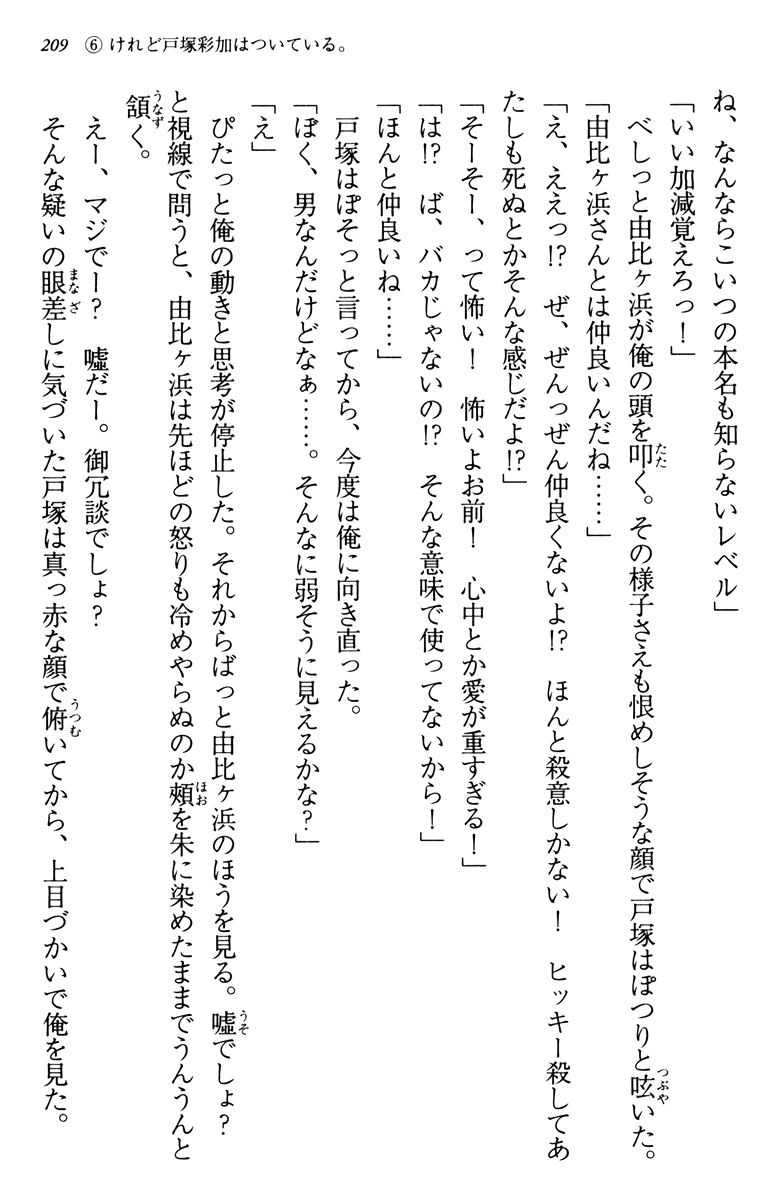 209 ⑥ けれど戸塚彩加はついている。
ね、なんならこいつの本名も知らないレベル」
「いい加減覚えろっ！」
　べしっと由比ヶ浜が俺の頭を叩く。その様子さえも恨めしそうな顔で戸塚はぽつりと呟いた。
「由比ヶ浜さんとは仲良いんだね……」
「え、ええっ!?　ぜ、ぜんっぜん仲良くないよ!?　ほんと殺意しかない！　ヒッキー殺してあ
たしも死ぬとかそんな感じだよ!?」
「そーそー、って怖い！　怖いよお前！　心中とか愛が重すぎる！」
「は!?　ば、バカじゃないの!?　そんな意味で使ってないから！」
「ほんと仲良いね……」
　戸塚はぼそっと言ってから、今度は俺に向き直った。
「ぼく、男なんだけどなぁ……。そんなに弱そうに見えるかな？」
「え」
　ぴたっと俺の動きと思考が停止した。それからばっと由比ヶ浜のほうを見る。嘘でしょ？
と視線で問うと、由比ヶ浜は先ほどの怒りも冷めやらぬのか頬を朱に染めたままでうんうんと
頷く。
　えー、マジでー？　嘘だー。御冗談でしょ？
　そんな疑いの眼差しに気づいた戸塚は真っ赤な顔で俯いてから、上目づかいで俺を見た。